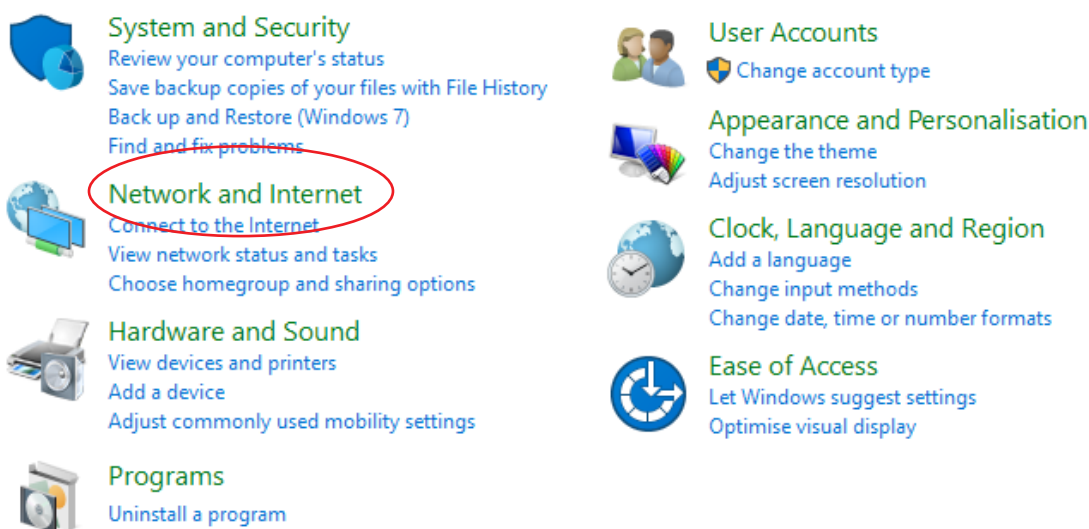 System and Security
Review your computer's status
Save backup copies of your files with File History
Back up and Restore (Windows 7)
Find and fix problems
Network and Internet
Connect to the Internet
View network status and tasks
Choose homegroup and sharing options
Hardware and Sound
View devices and printers
Add a device
Adjust commonly used mobility settings
Programs
Uninstall a program
User Accounts
Change account type
Appearance and Personalisation
Change the theme
Adjust screen resolution
Clock, Language and Region
Add a language
Change input methods
Change date, time or number formats
Ease of Access
Let Windows suggest settings
Optimise visual display